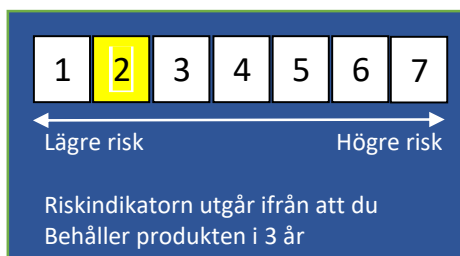 1 2 3 4 5 6 7
Lägre risk Högre risk
Riskindikatorn utgår ifrån att du
Behåller produkten i 3 år